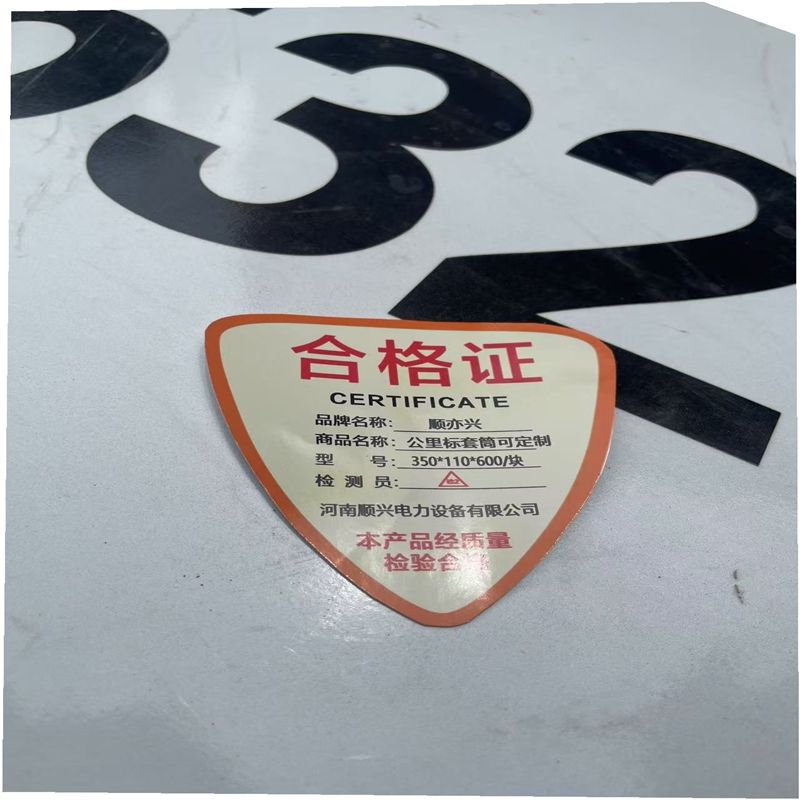 32
合格证
CERTIFICATE
品牌名称: 顺亦兴
商品名称: 公里标套筒可定制
型 号: 350*110*600/块
检测员:
河南顺兴电力设备有限公司
本产品经质量
检验合格